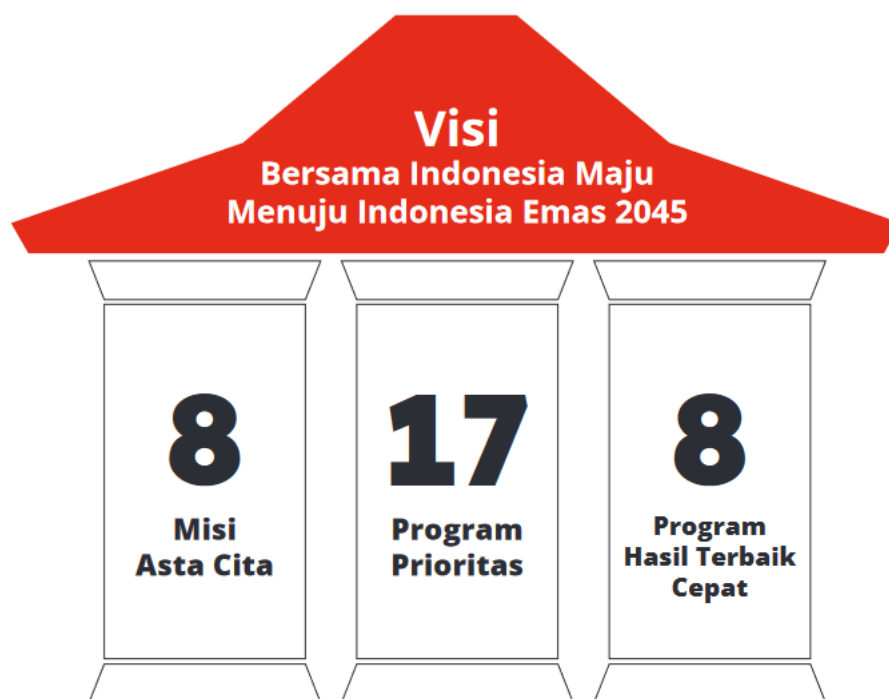 Visi
Bersama Indonesia Maju
Menuju Indonesia Emas 2045
8
Misi
Asta Cita
17
Program
Prioritas
8
Program
Hasil Terbaik
Cepat